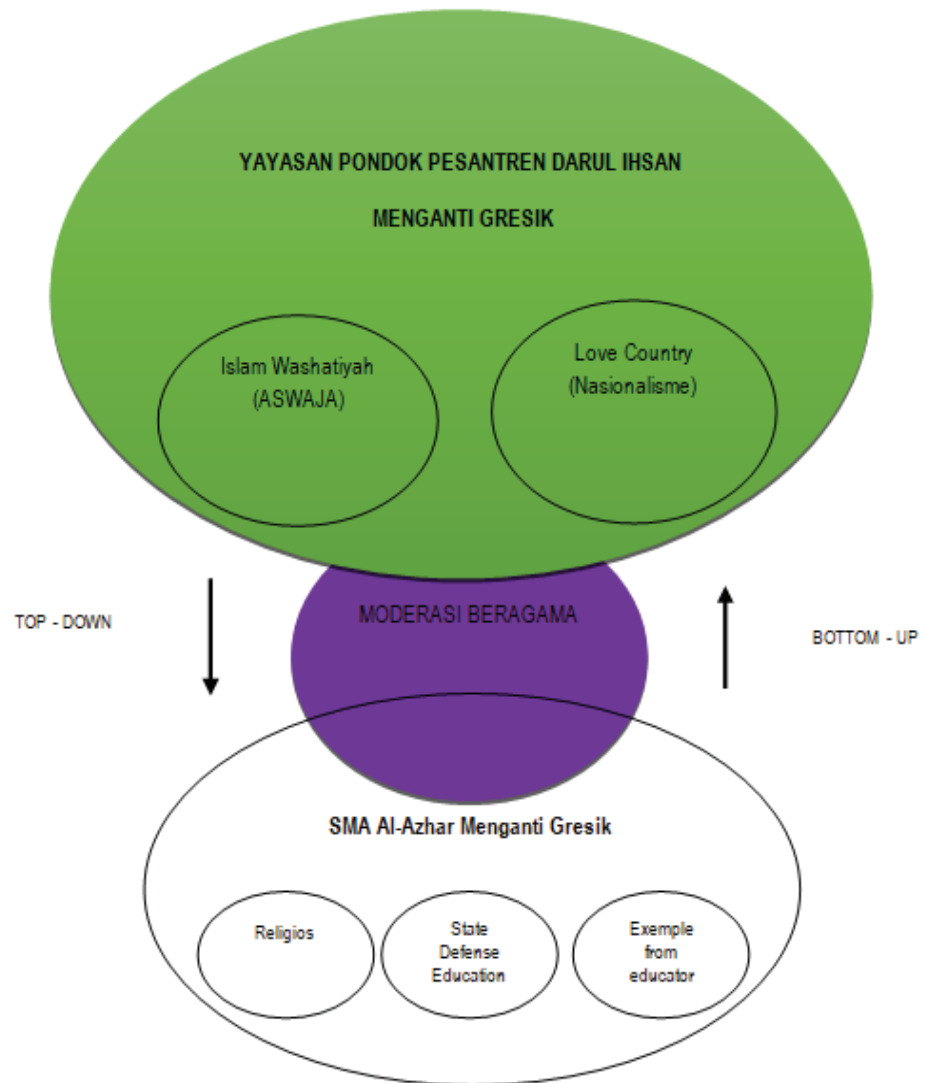 YAYASAN PONDOK PESANTREN DARUL IHSAN
MENGANTI GRESIK
Islam Washatiyah
(ASWAJA)
Love Country
(Nasionalisme)
MODERASI BERAGAMA
TOP - DOWN
BOTTOM - UP
SMA Al-Azhar Menganti Gresik
Religios
State
Defense
Education
Exemple
from
educator